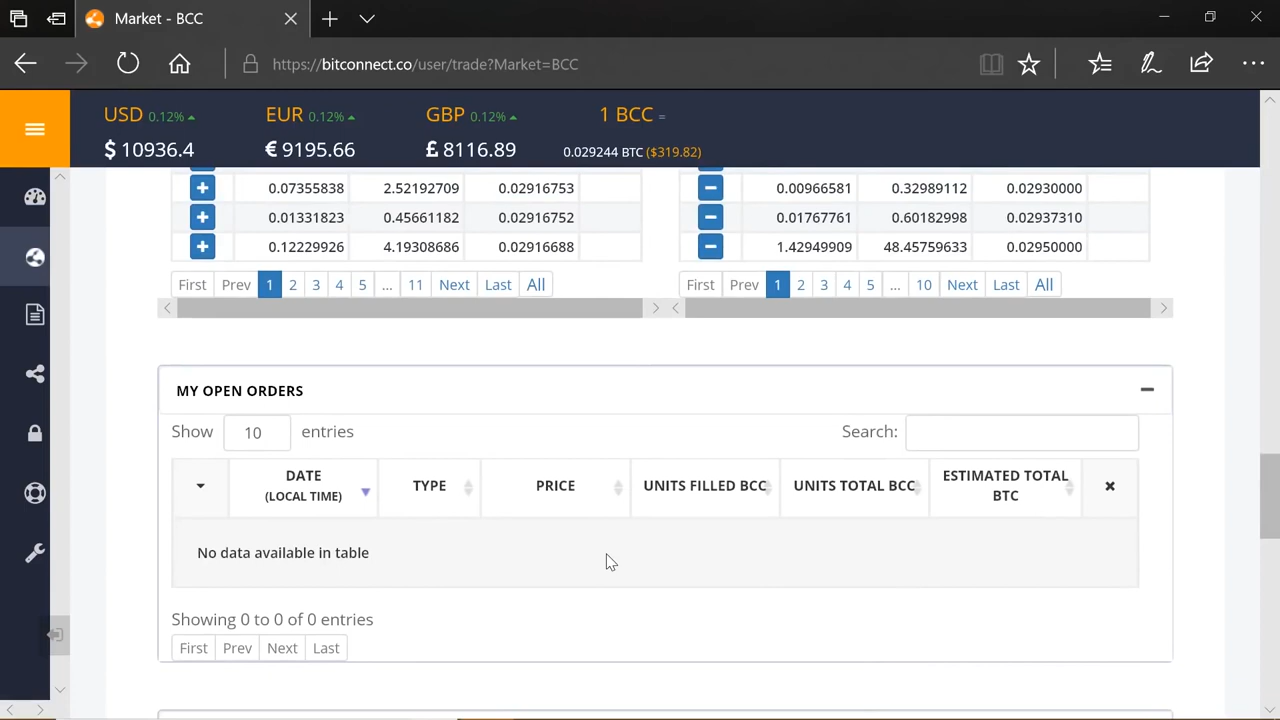 Market - BCC
https://bitconnect.co/user/trade?Market=BCC
USD 0.12% EUR 0.12% GBP 0.12% 1 BCC =
$ 10936.4 € 9195.66 £ 8116.89 0.029244 BTC ($319.82)
0.07355838 2.52192709 0.02916753 0.00966581 0.32989112 0.02930000
0.01331823 0.45661182 0.02916752 0.01767761 0.60182998 0.02937310
0.12229926 4.19308686 0.02916688 1.42949909 48.45759633 0.02950000
First Prev 1 2 3 4 5 ... 11 Next Last All First Prev 1 2 3 4 5 ... 10 Next Last All
MY OPEN ORDERS
Show 10 entries Search:
DATE (LOCAL TIME) TYPE PRICE UNITS FILLED BCC UNITS TOTAL BCC ESTIMATED TOTAL BTC
No data available in table
Showing 0 to 0 of 0 entries
First Prev Next Last